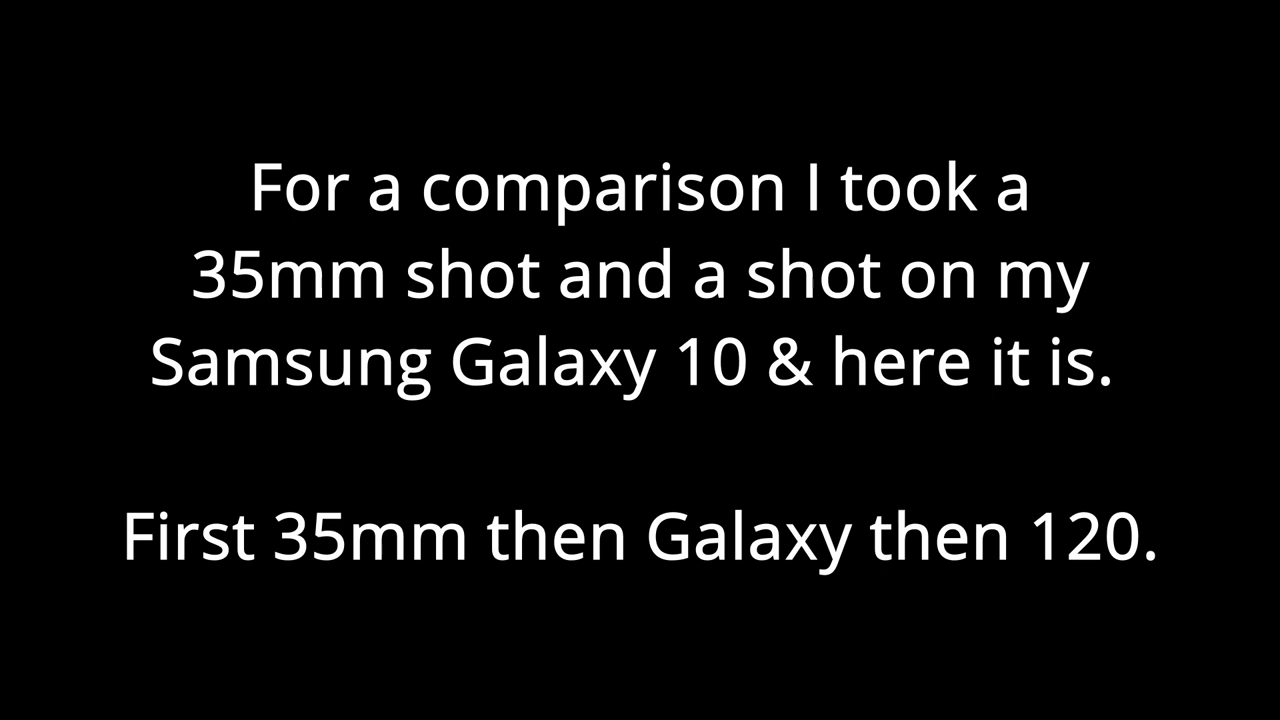 For a comparison I took a
35mm shot and a shot on my
Samsung Galaxy 10 & here it is.
First 35mm then Galaxy then 120.